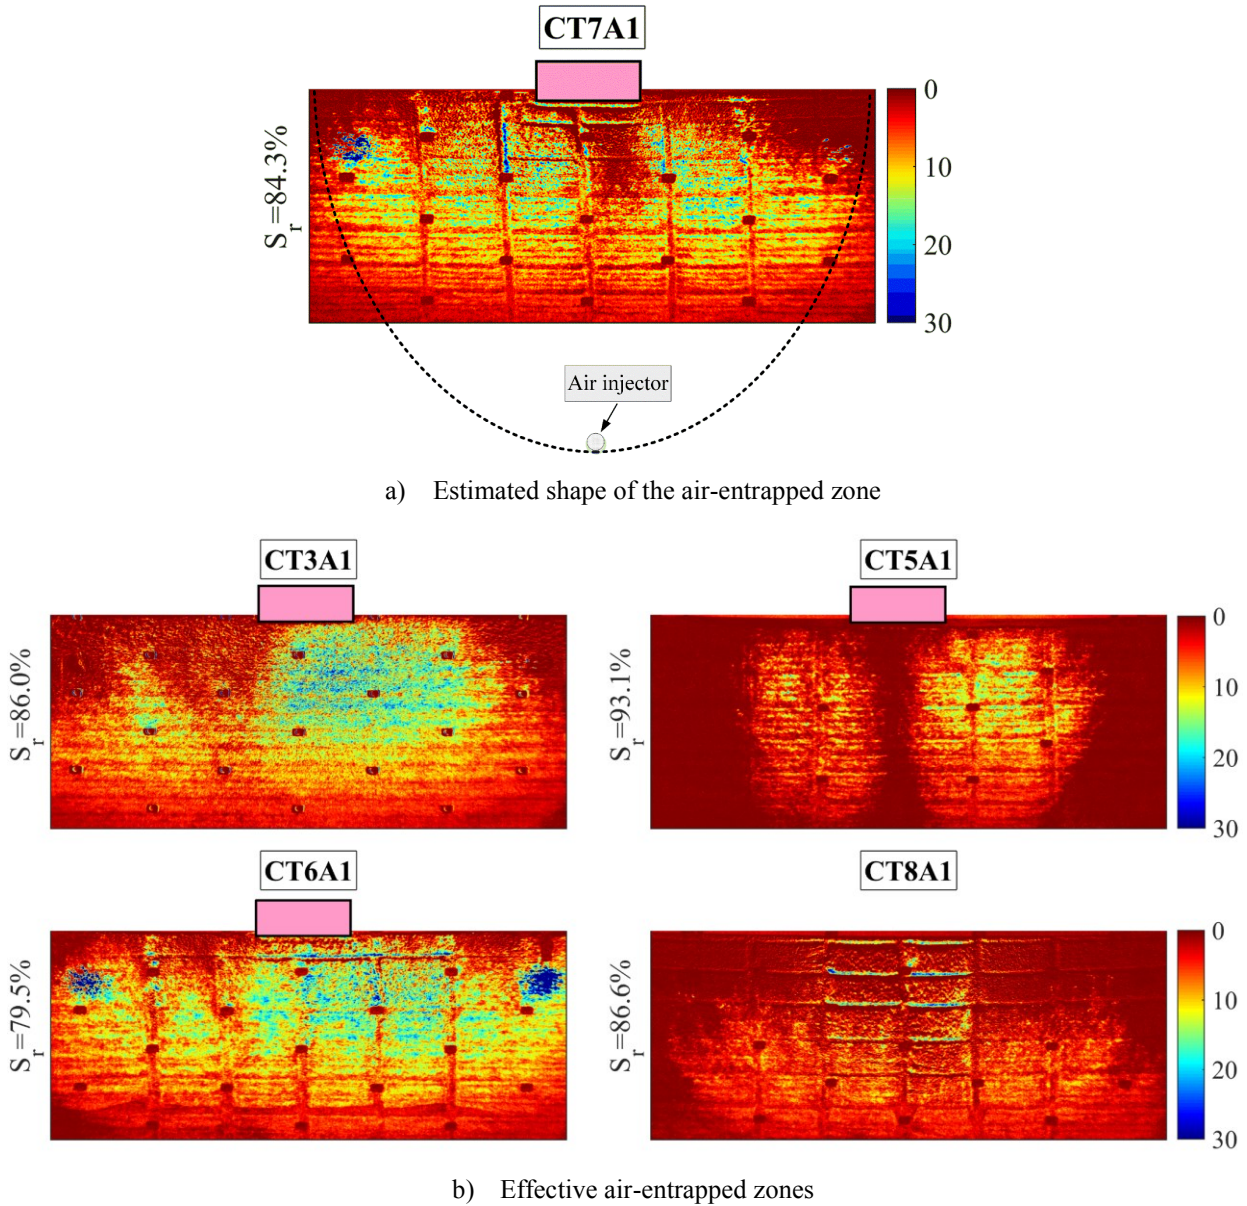 CT7A1
S_r=84.3%
0
10
20
30
Air injector
a) Estimated shape of the air-entrapped zone
CT3A1
S_r=86.0%
CT5A1
S_r=93.1%
0
10
20
30
CT6A1
S_r=79.5%
CT8A1
S_r=86.6%
0
10
20
30
b) Effective air-entrapped zones